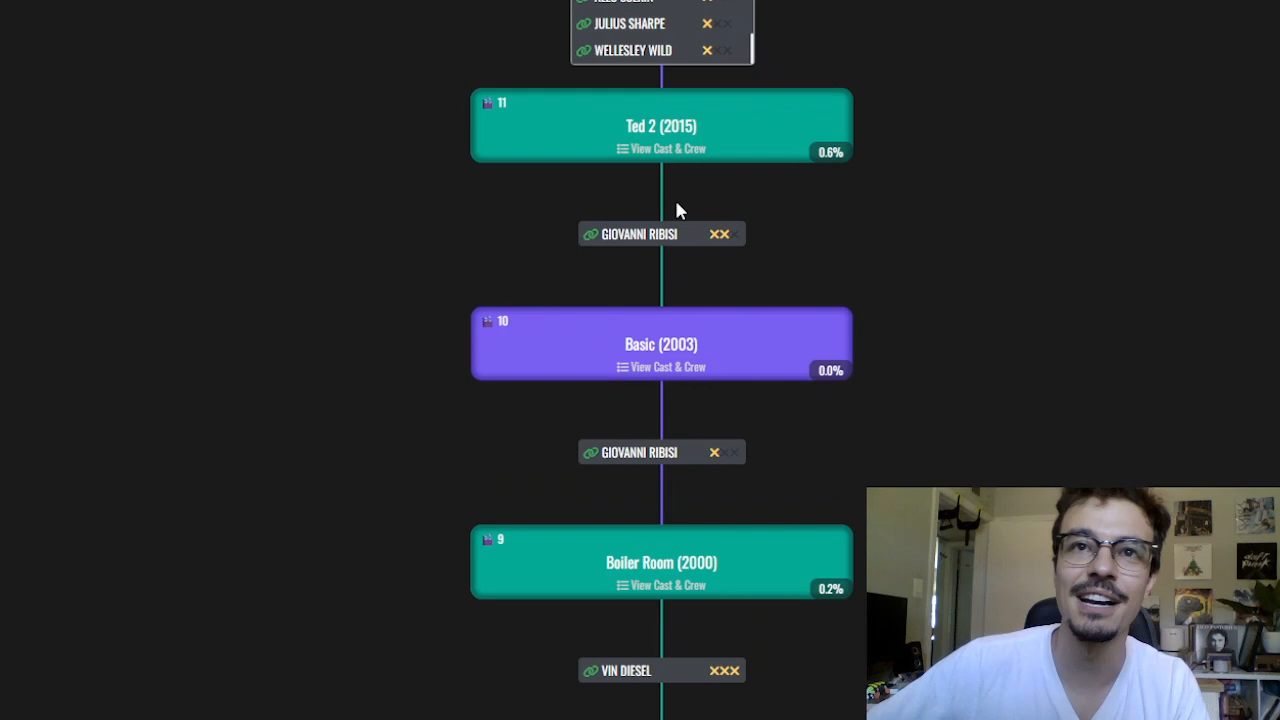 JULIUS SHARPE
WELLESLEY WILD
11
Ted 2 (2015)
View Cast & Crew
0.6%
GIOVANNI RIBISI
10
Basic (2003)
View Cast & Crew
0.0%
GIOVANNI RIBISI
9
Boiler Room (2000)
View Cast & Crew
0.2%
VIN DIESEL